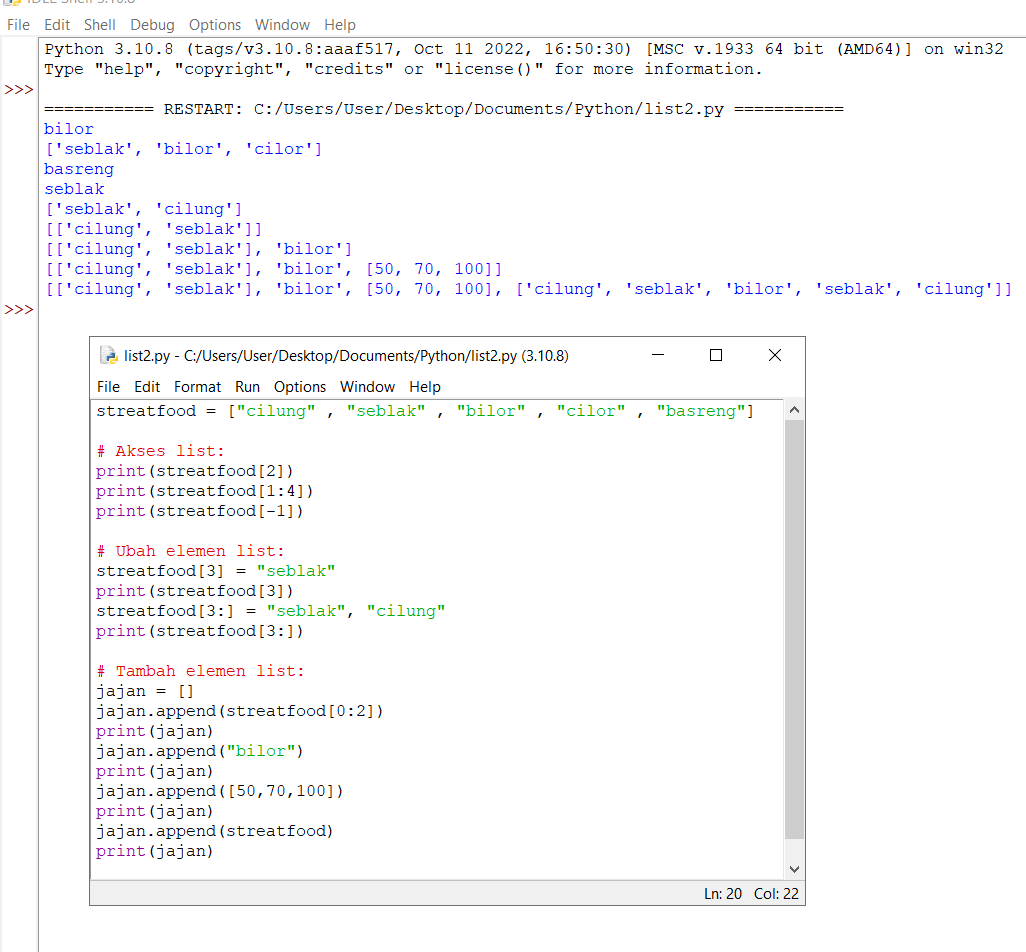 IDLE Shell 3.10.8
File Edit Shell Debug Options Window Help
Python 3.10.8 (tags/v3.10.8:aaaf517, Oct 11 2022, 16:50:30) [MSC v.1933 64 bit (AMD64)] on win32
Type "help", "copyright", "credits" or "license()" for more information.
>>>
=========== RESTART: C:/Users/User/Desktop/Documents/Python/list2.py ===========
bilor
['seblak', 'bilor', 'cilor']
basreng
seblak
['seblak', 'cilung']
[['cilung', 'seblak']]
[['cilung', 'seblak'], 'bilor']
[['cilung', 'seblak'], 'bilor', [50, 70, 100]]
[['cilung', 'seblak'], 'bilor', [50, 70, 100], ['cilung', 'seblak', 'bilor', 'seblak', 'cilung']]
>>>
list2.py - C:/Users/User/Desktop/Documents/Python/list2.py (3.10.8)
File Edit Format Run Options Window Help
streatfood = ["cilung" , "seblak" , "bilor" , "cilor" , "basreng"]
# Akses list:
print(streatfood[2])
print(streatfood[1:4])
print(streatfood[-1])
# Ubah elemen list:
streatfood[3] = "seblak"
print(streatfood[3])
streatfood[3:] = "seblak", "cilung"
print(streatfood[3:])
# Tambah elemen list:
jajan = []
jajan.append(streatfood[0:2])
print(jajan)
jajan.append("bilor")
print(jajan)
jajan.append([50,70,100])
print(jajan)
jajan.append(streatfood)
print(jajan)
Ln: 20 Col: 22